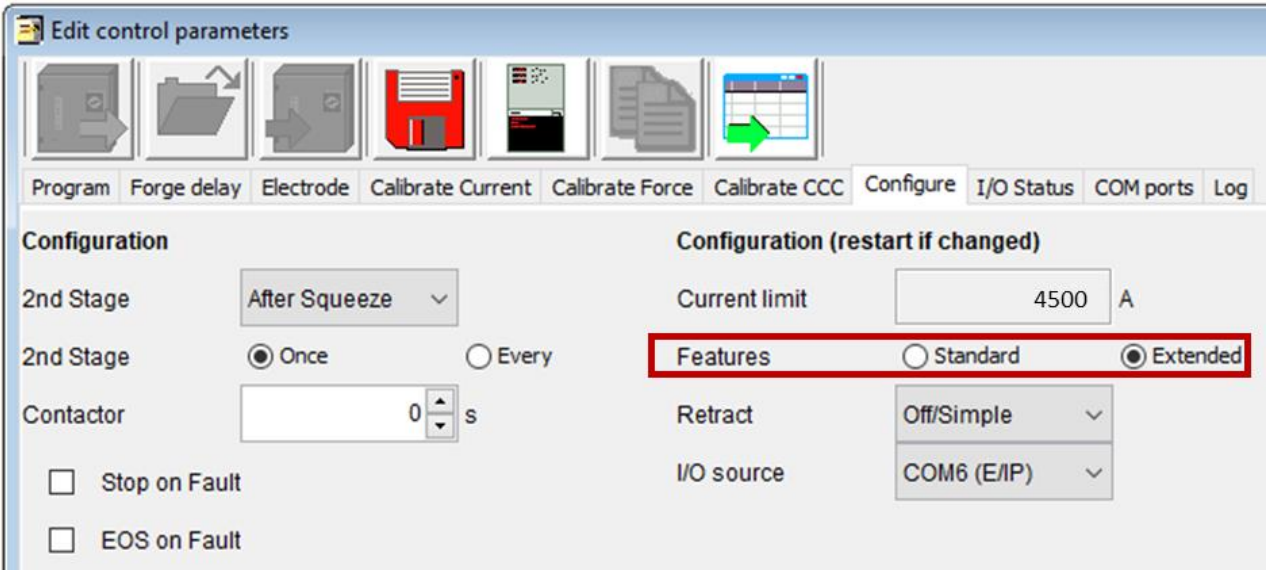 Edit control parameters
Program Forge delay Electrode Calibrate Current Calibrate Force Calibrate CCC Configure I/O Status COM ports Log
Configuration
2nd Stage After Squeeze
2nd Stage Once Every
Contactor 0 s
Stop on Fault
EOS on Fault
Configuration (restart if changed)
Current limit 4500 A
Features Standard Extended
Retract Off/Simple
I/O source COM6 (E/IP)